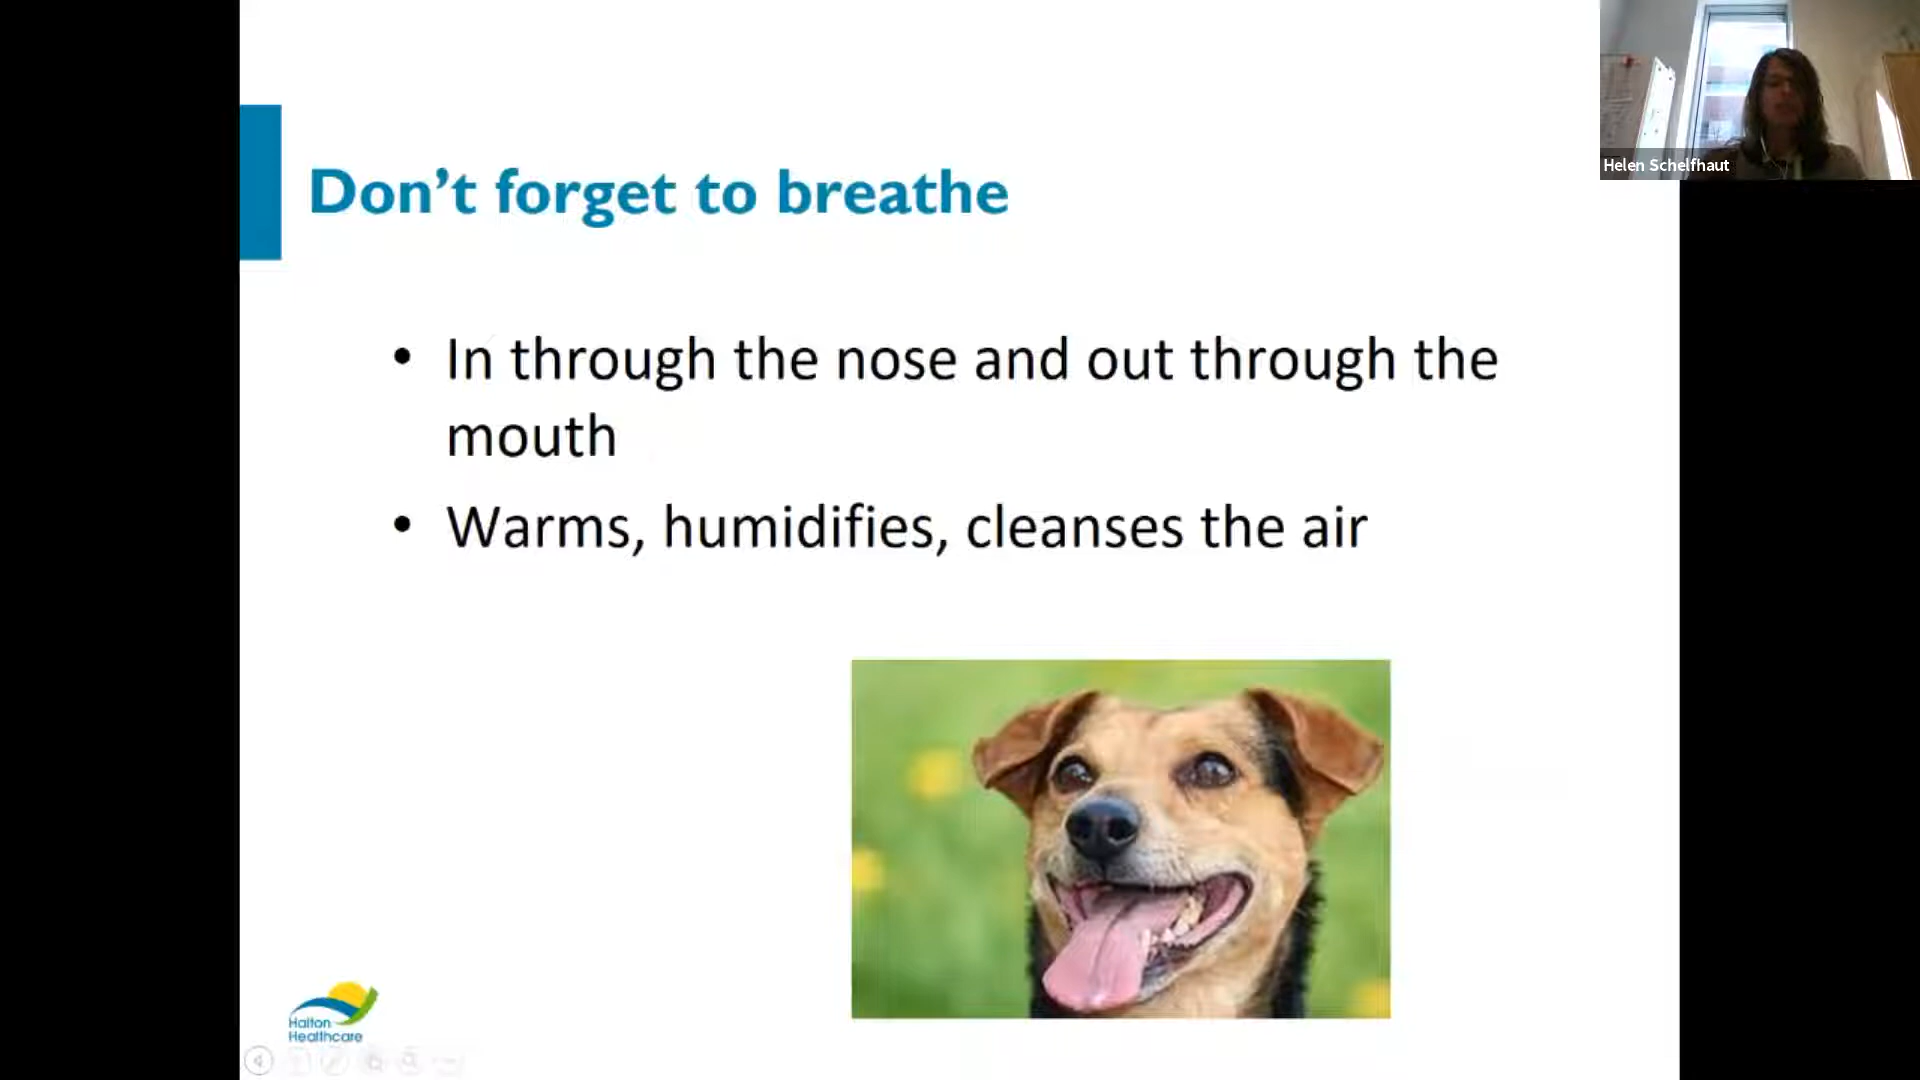 Don't forget to breathe
• In through the nose and out through the
mouth
• Warms, humidifies, cleanses the air
Halton
Healthcare
Helen Schelfhaut